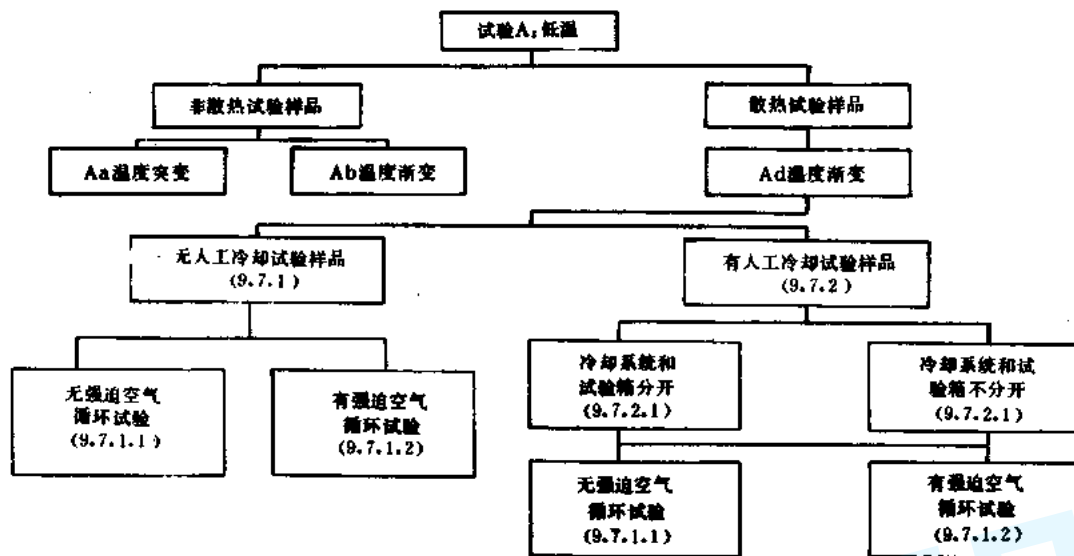 试验A:低温
非散热试验样品
散热试验样品
Aa温度突变
Ab温度渐变
Ad温度渐变
无人工冷却试验样品
(9.7.1)
有人工冷却试验样品
(9.7.2)
无强迫空气
循环试验
(9.7.1.1)
有强迫空气
循环试验
(9.7.1.2)
冷却系统和
试验箱分开
(9.7.2.1)
冷却系统和试
验箱不分开
(9.7.2.1)
无强迫空气
循环试验
(9.7.1.1)
有强迫空气
循环试验
(9.7.1.2)